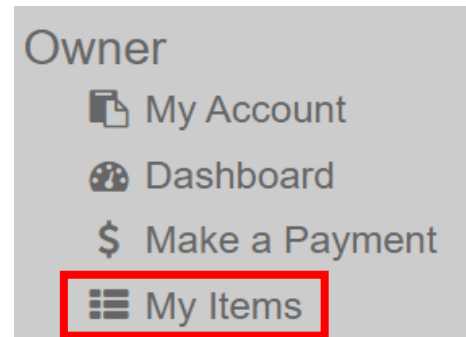 Owner
My Account
Dashboard
$ Make a Payment
My Items